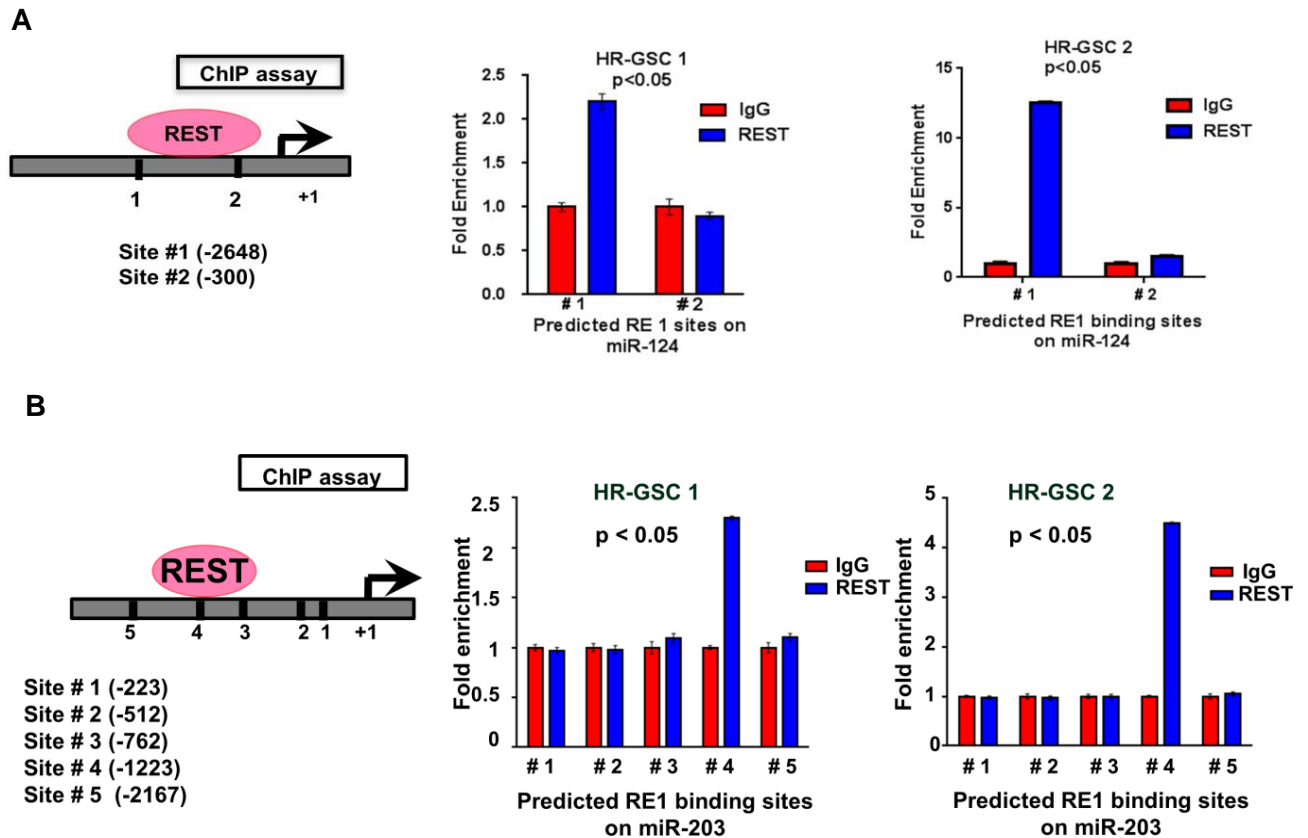 A
ChIP assay
REST
1 2 +1
Site #1 (-2648)
Site #2 (-300)
HR-GSC 1
p<0.05
IgG
REST
Fold Enrichment
2.5
2.0
1.5
1.0
0.5
0.0
# 1 # 2
Predicted RE 1 sites on
miR-124
HR-GSC 2
p<0.05
IgG
REST
Fold Enrichment
15
10
5
0
# 1 # 2
Predicted RE1 binding sites
on miR-124
B
ChIP assay
REST
5 4 3 2 1 +1
Site # 1 (-223)
Site # 2 (-512)
Site # 3 (-762)
Site # 4 (-1223)
Site # 5 (-2167)
HR-GSC 1
p < 0.05
IgG
REST
Fold enrichment
2.5
2
1.5
1
0.5
0
# 1 # 2 # 3 # 4 # 5
Predicted RE1 binding sites
on miR-203
HR-GSC 2
p < 0.05
IgG
REST
Fold enrichment
5
4
3
2
1
0
# 1 # 2 # 3 # 4 # 5
Predicted RE1 binding sites
on miR-203